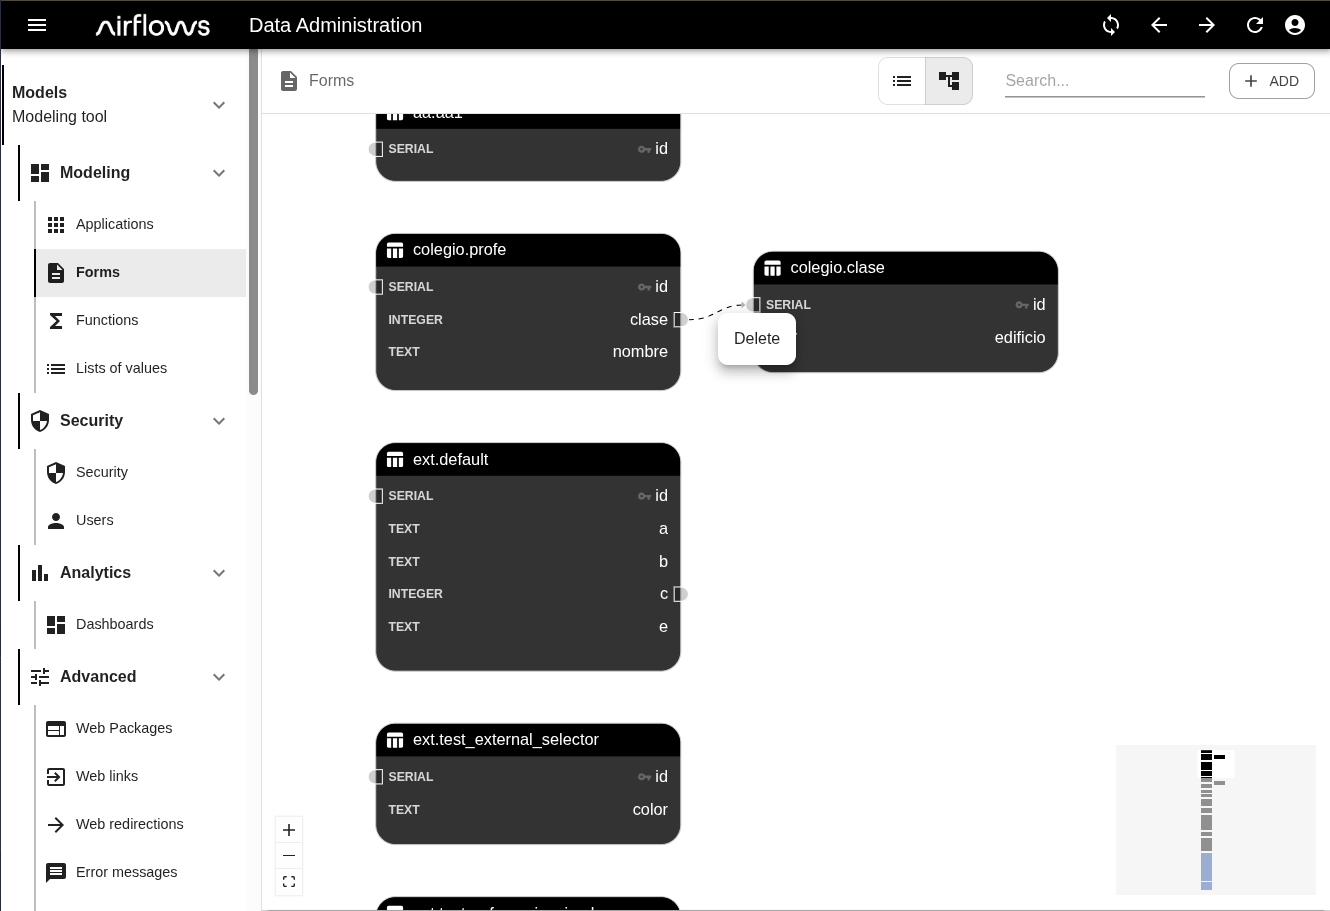 airflows
Data Administration
Models
Modeling tool
Modeling
Applications
Forms
Functions
Lists of values
Security
Security
Users
Analytics
Dashboards
Advanced
Web Packages
Web links
Web redirections
Error messages
Forms
Search...
ADD
aa.aa1
SERIAL id
colegio.profe
SERIAL id
INTEGER clase
TEXT nombre
colegio.clase
SERIAL id
edificio
Delete
ext.default
SERIAL id
TEXT a
TEXT b
INTEGER c
TEXT e
ext.test_external_selector
SERIAL id
TEXT color